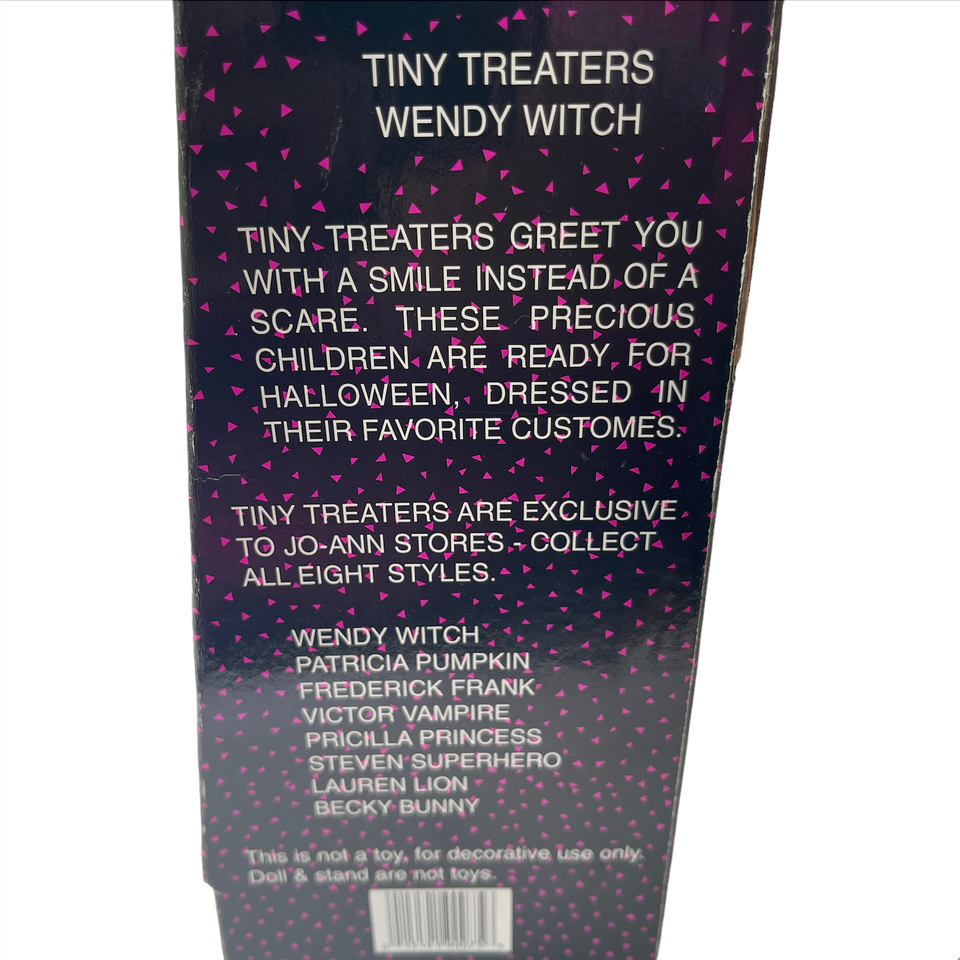 TINY TREATERS
WENDY WITCH
TINY TREATERS GREET YOU
WITH A SMILE INSTEAD OF A
SCARE. THESE PRECIOUS
CHILDREN ARE READY FOR
HALLOWEEN, DRESSED IN
THEIR FAVORITE CUSTOMES.
TINY TREATERS ARE EXCLUSIVE
TO JO-ANN STORES - COLLECT
ALL EIGHT STYLES.
WENDY WITCH
PATRICIA PUMPKIN
FREDERICK FRANK
VICTOR VAMPIRE
PRICILLA PRINCESS
STEVEN SUPERHERO
LAUREN LION
BECKY BUNNY
This is not a toy, for decorative use only.
Doll & stand are not toys.